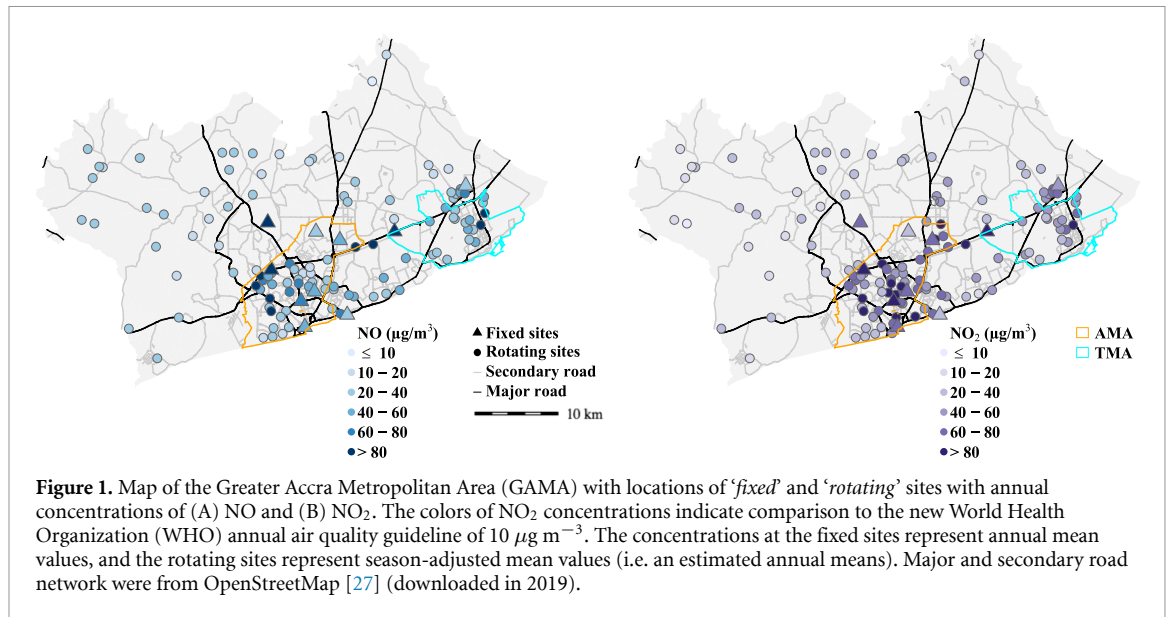 NO (μg/m³)
≤ 10
10 – 20
20 – 40
40 – 60
60 – 80
> 80
Fixed sites
Rotating sites
Secondary road
Major road
10 km
NO₂ (μg/m³)
≤ 10
10 – 20
20 – 40
40 – 60
60 – 80
> 80
AMA
TMA
Figure 1. Map of the Greater Accra Metropolitan Area (GAMA) with locations of ‘fixed’ and ‘rotating’ sites with annual
concentrations of (A) NO and (B) NO₂. The colors of NO₂ concentrations indicate comparison to the new World Health
Organization (WHO) annual air quality guideline of 10 μg m⁻³. The concentrations at the fixed sites represent annual mean
values, and the rotating sites represent season-adjusted mean values (i.e. an estimated annual means). Major and secondary road
network were from OpenStreetMap [27] (downloaded in 2019).